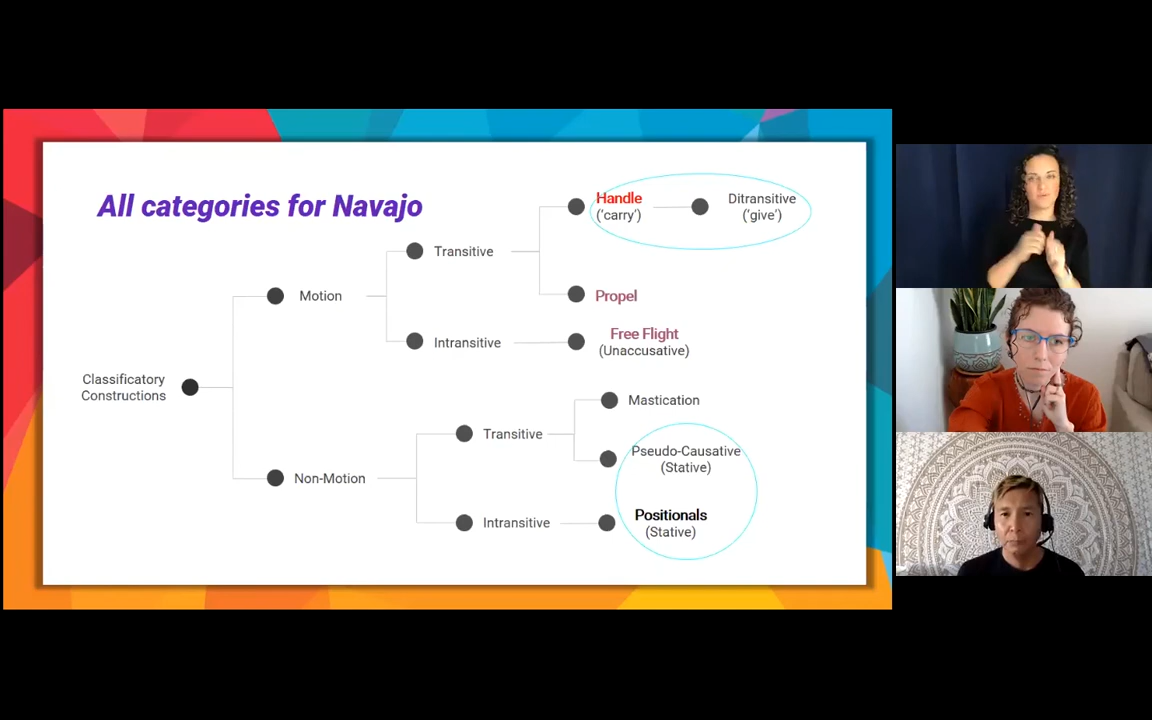 All categories for Navajo
Handle
('carry')
Ditransitive
('give')
Transitive
Motion
Propel
Free Flight
(Unaccusative)
Intransitive
Classificatory
Constructions
Mastication
Transitive
Pseudo-Causative
(Stative)
Non-Motion
Positionals
(Stative)
Intransitive